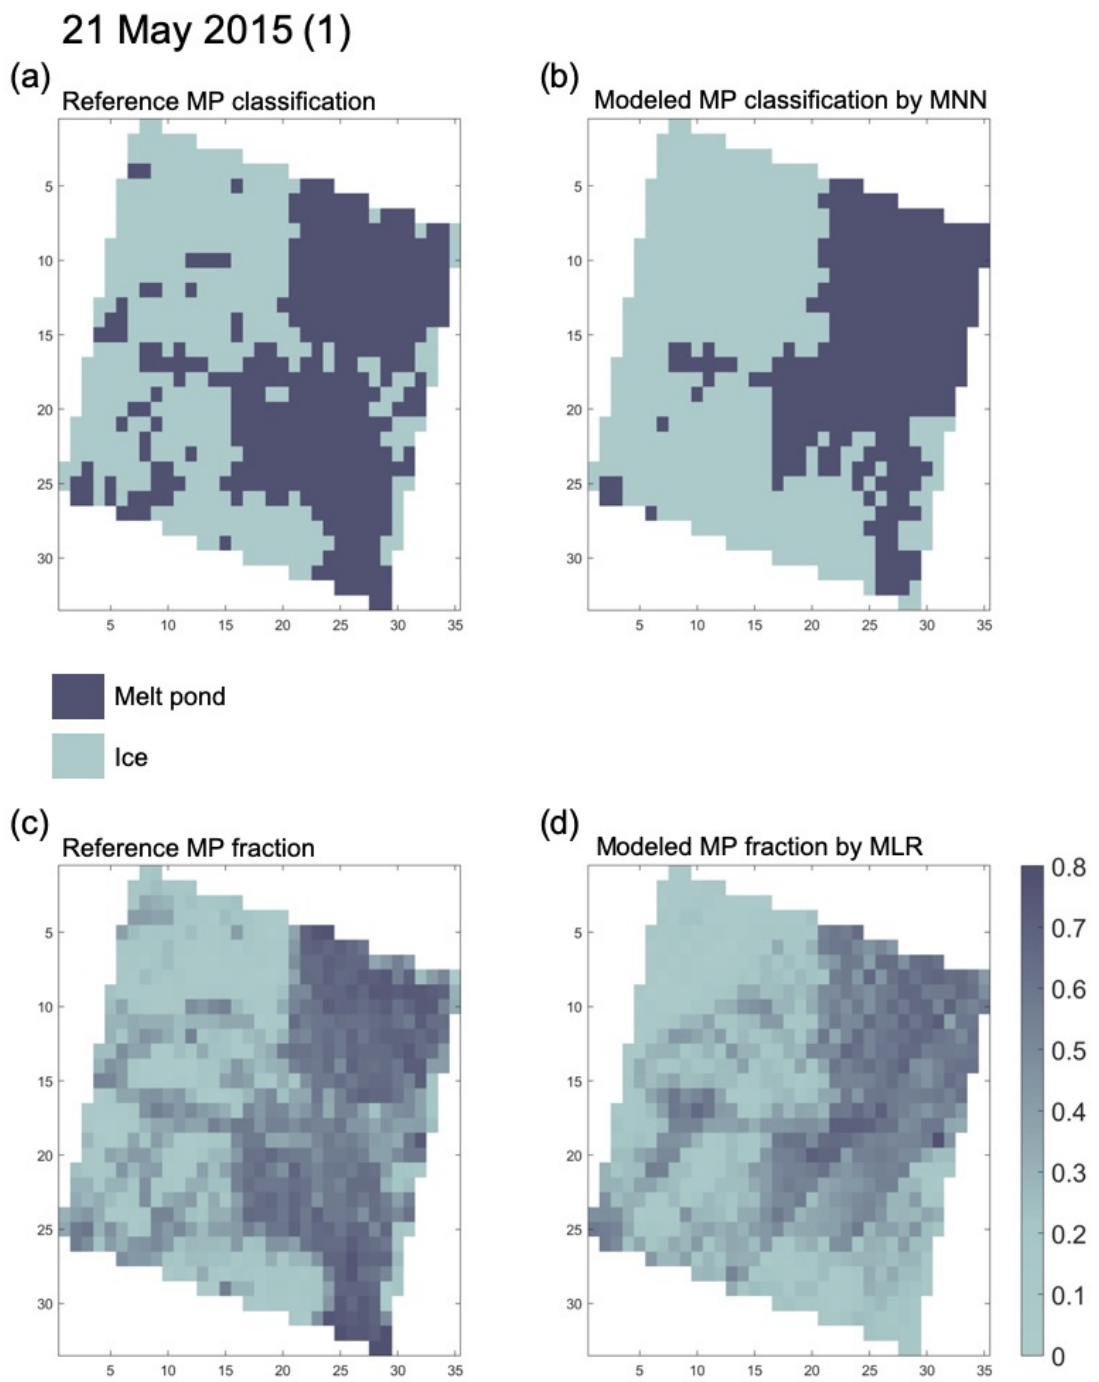 21 May 2015 (1)
(a)
Reference MP classification
5
10
15
20
25
30
5 10 15 20 25 30 35
(b)
Modeled MP classification by MNN
5
10
15
20
25
30
5 10 15 20 25 30 35
Melt pond
Ice
(c)
Reference MP fraction
5
10
15
20
25
30
5 10 15 20 25 30 35
(d)
Modeled MP fraction by MLR
5
10
15
20
25
30
5 10 15 20 25 30 35
0.8
0.7
0.6
0.5
0.4
0.3
0.2
0.1
0